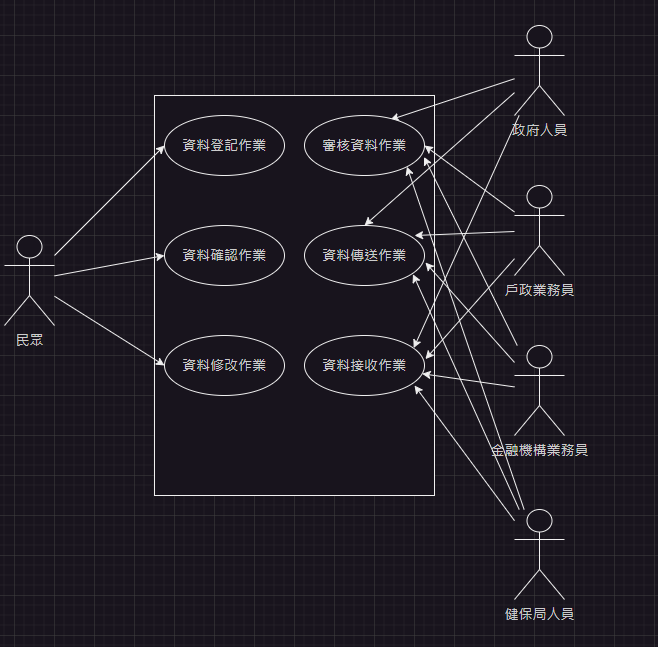 政府人員
資料登記作業
審核資料作業
資料確認作業
資料傳送作業
戶政業務員
民眾
資料修改作業
資料接收作業
金融機構業務員
健保局人員